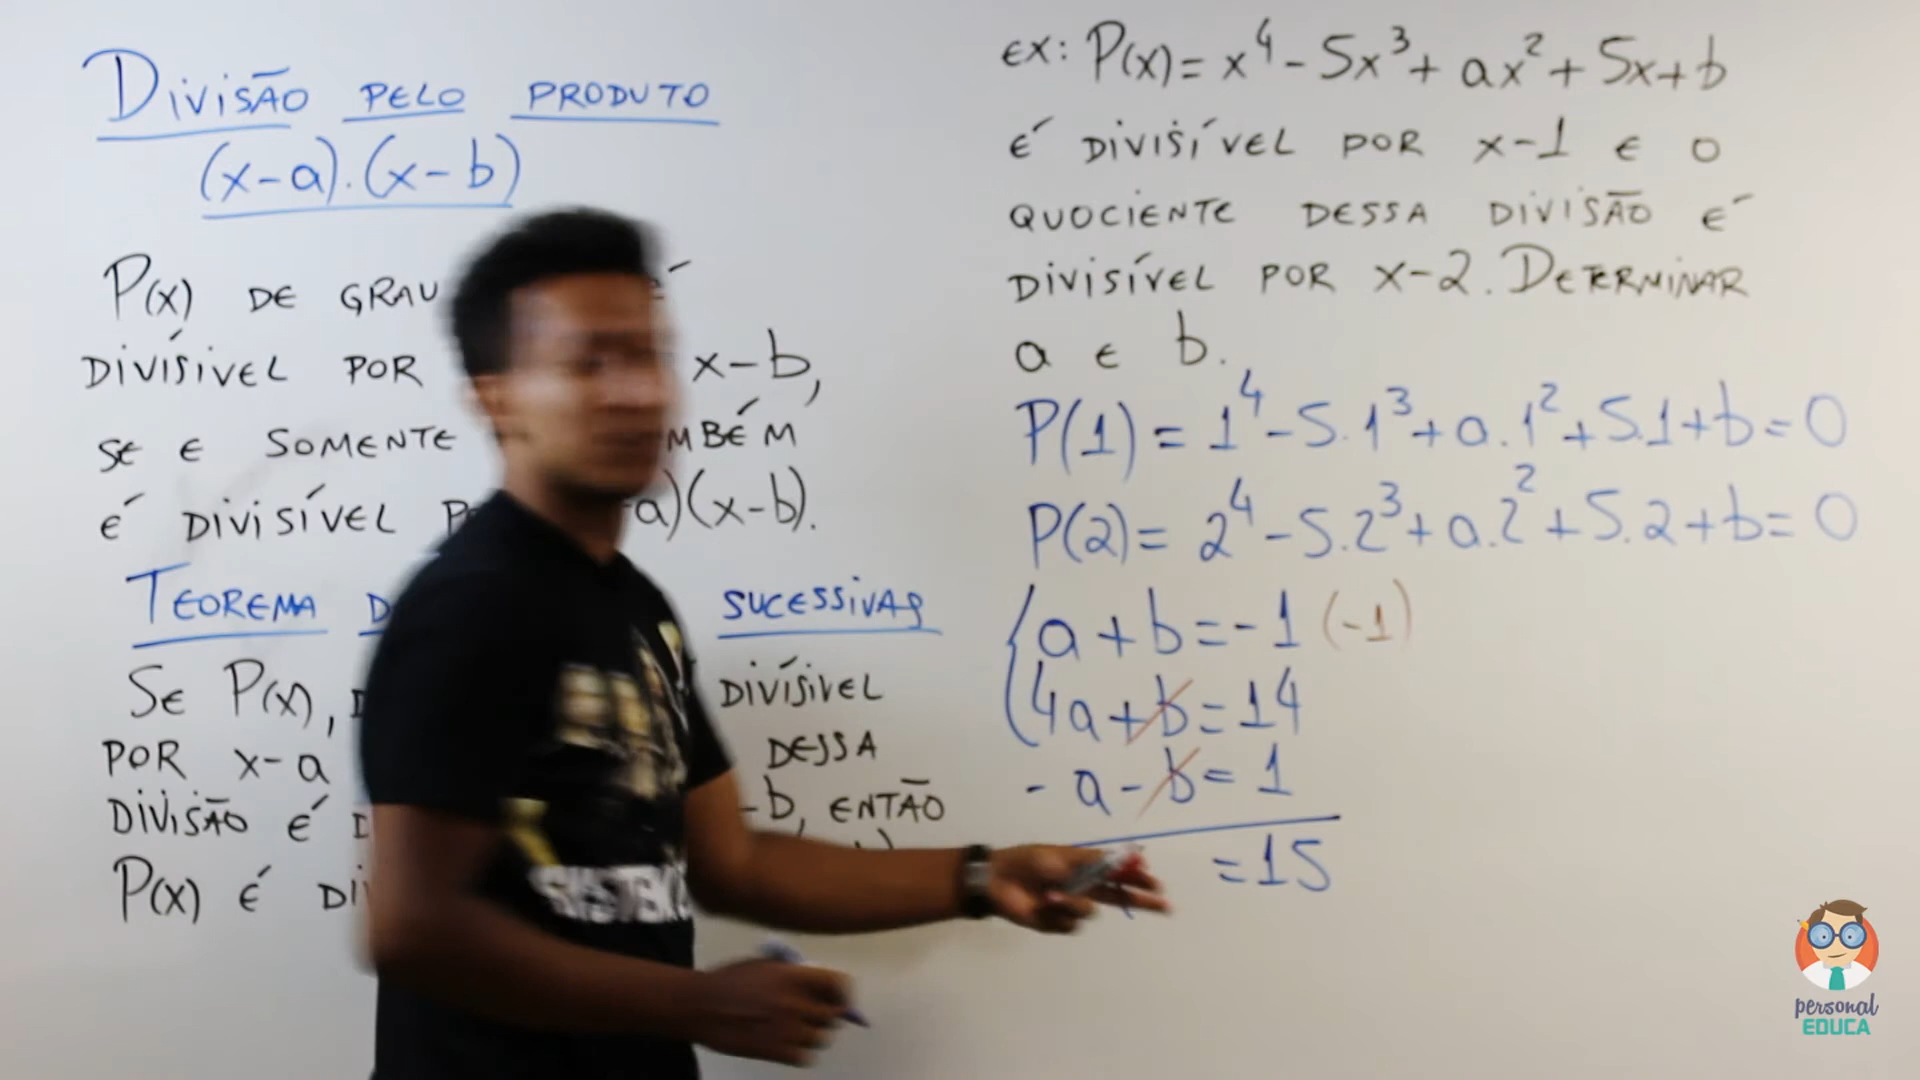 DIVISÃO PELO PRODUTO
(x-a).(x-b)
P(x) DE GRAU É
DIVISÍVEL POR x-b,
SE E SOMENTE MBÉM
É DIVISÍVEL a)(x-b).
TEOREMA D SUCESSIVAS
SE P(x), DIVISÍVEL
POR x-a DESSA
DIVISÃO É -b, ENTÃO
P(x) É DI
EX: P(x)= x⁴- 5x³+ ax²+ 5x+b
É DIVISÍVEL POR x-1 E O
QUOCIENTE DESSA DIVISÃO É
DIVISÍVEL POR x-2. DETERMINAR
a E b.
P(1) = 1⁴-5.1³+a.1²+5.1+b=0
P(2)= 2⁴-5.2³+a.2²+5.2+b=0
{ a+b=-1 (-1)
4a+b=14
-a-b=1
=15
SYSTEM
personal
EDUCA